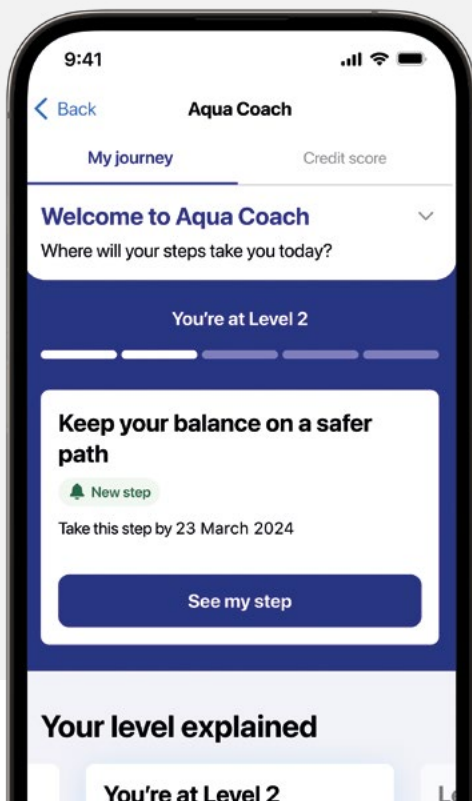 9:41
Back
Aqua Coach
My journey
Credit score
Welcome to Aqua Coach
Where will your steps take you today?
You're at Level 2
Keep your balance on a safer
path
New step
Take this step by 23 March 2024
See my step
Your level explained
You're at Level 2